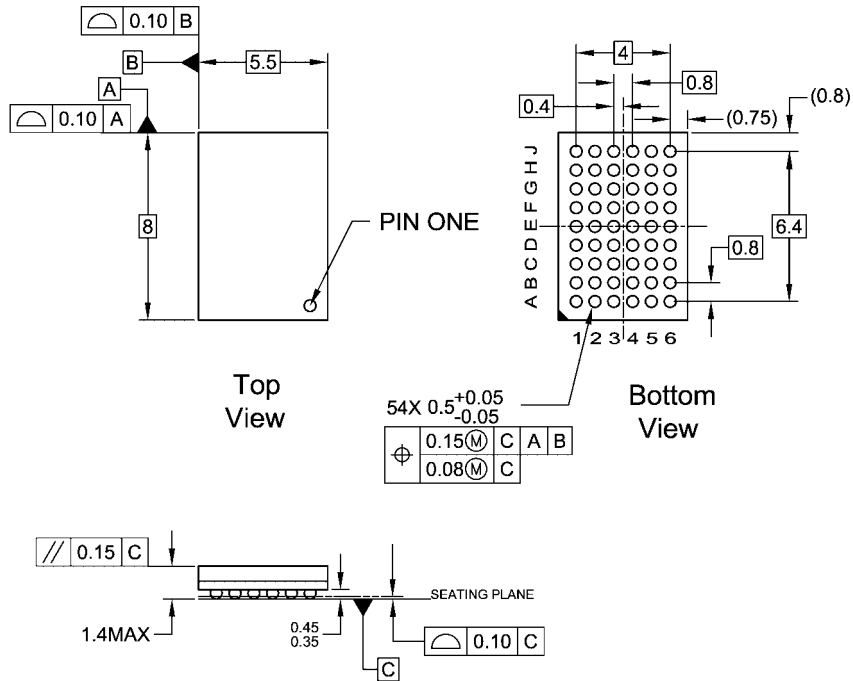 ⌓ 0.10 B
B
5.5
A
⌓ 0.10 A
8
PIN ONE
Top
View
4
0.8
0.4
(0.75)
(0.8)
J
H
G
F
E
D
C
B
A
6.4
0.8
1 2 3 4 5 6
54X 0.5 +0.05 -0.05
⌖ 0.15Ⓜ C A B
0.08Ⓜ C
Bottom
View
// 0.15 C
1.4MAX
0.45
0.35
SEATING PLANE
⌓ 0.10 C
C